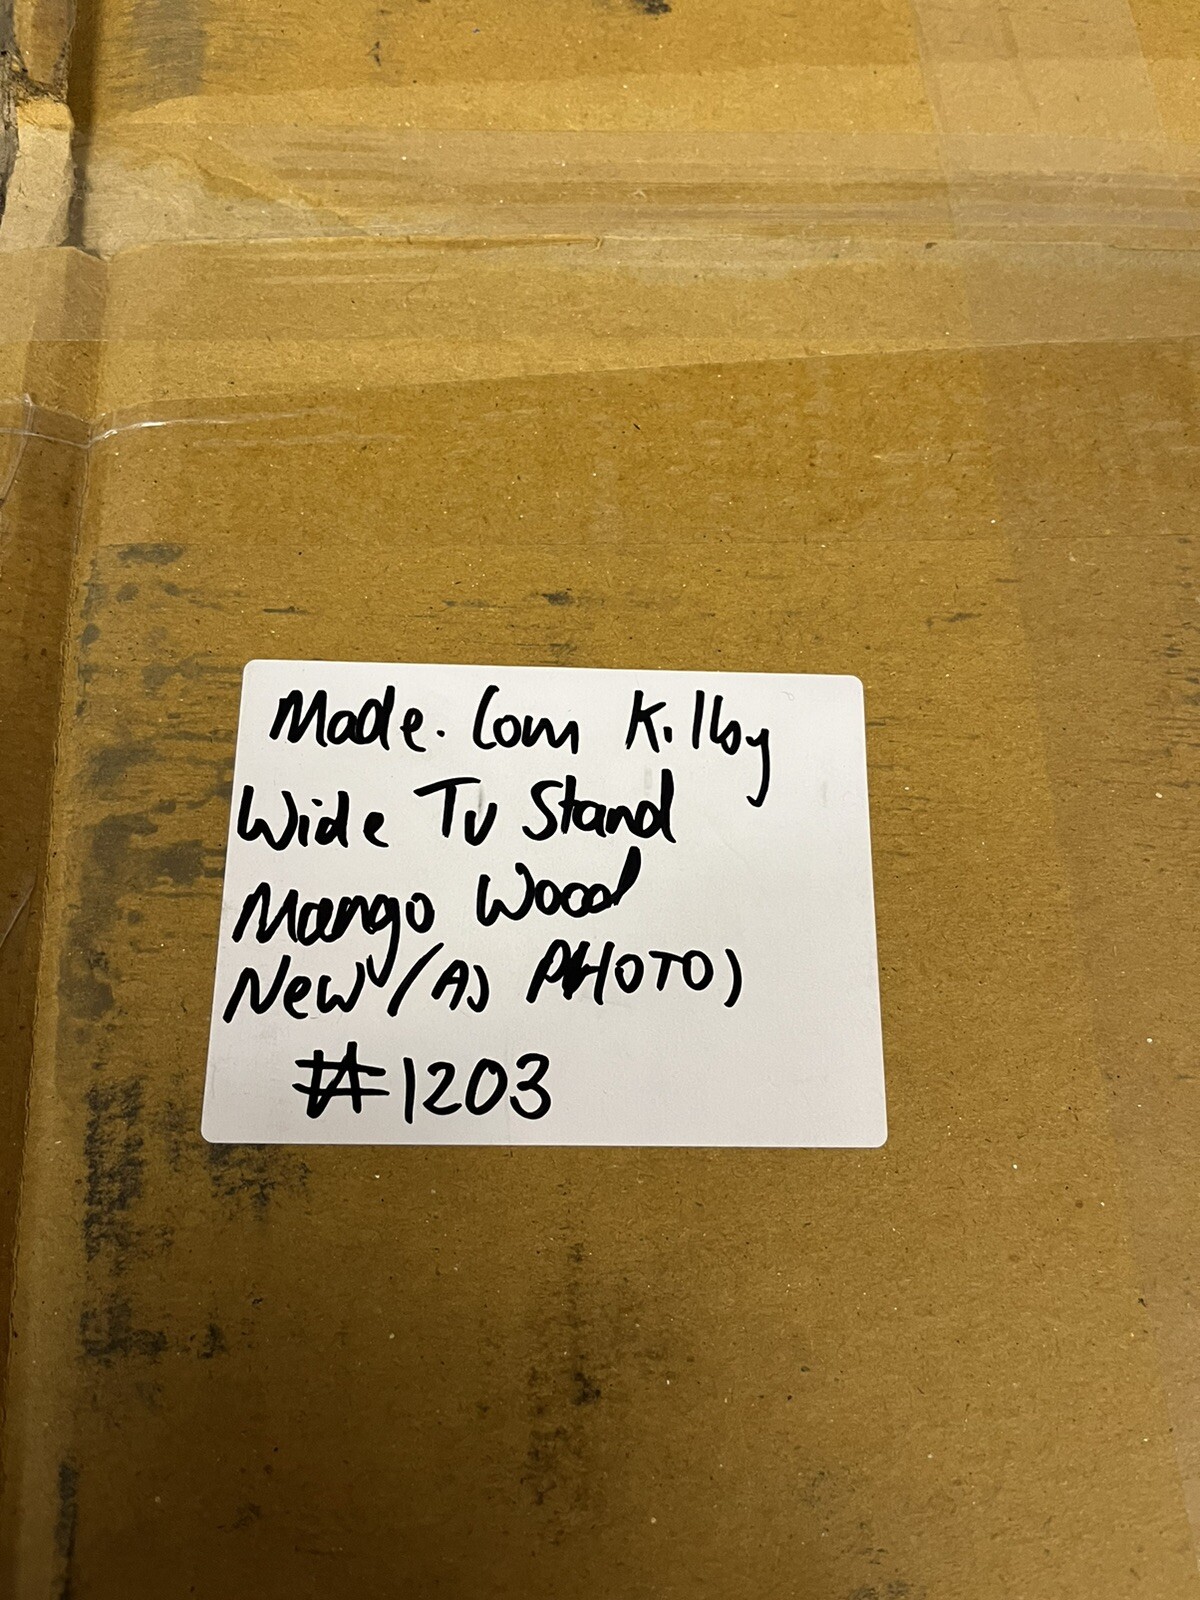 Made.Com Kilby
Wide TV Stand
Mango Wood
New (AS PHOTO)
#1203